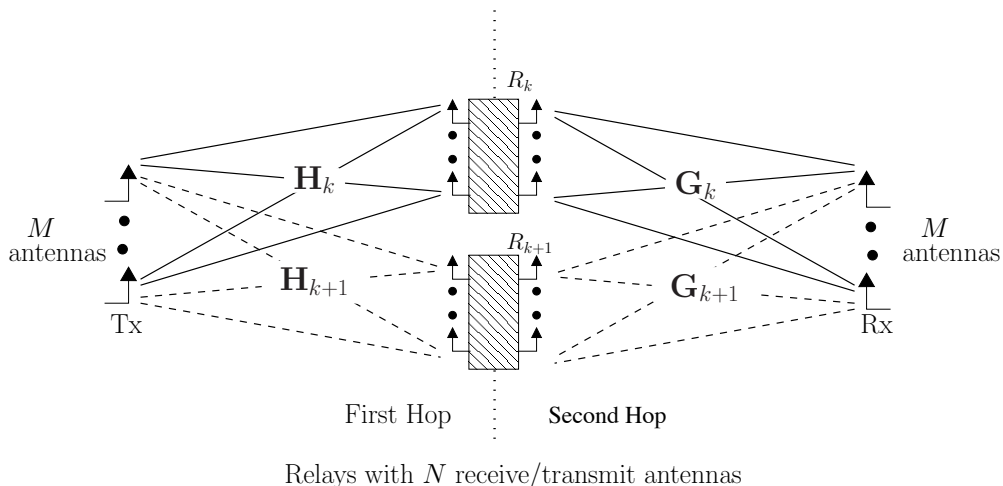 R_k
H_k
G_k
M
antennas
M
antennas
R_{k+1}
H_{k+1}
G_{k+1}
Tx
Rx
First Hop
Second Hop
Relays with N receive/transmit antennas